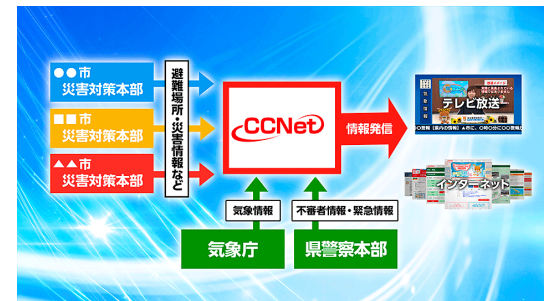 ●●市
災害対策本部
■■市
災害対策本部
▲▲市
災害対策本部
避難場所・災害情報など
CCNet
情報発信
テレビ放送
インターネット
気象情報
不審者情報・緊急情報
気象庁
県警察本部